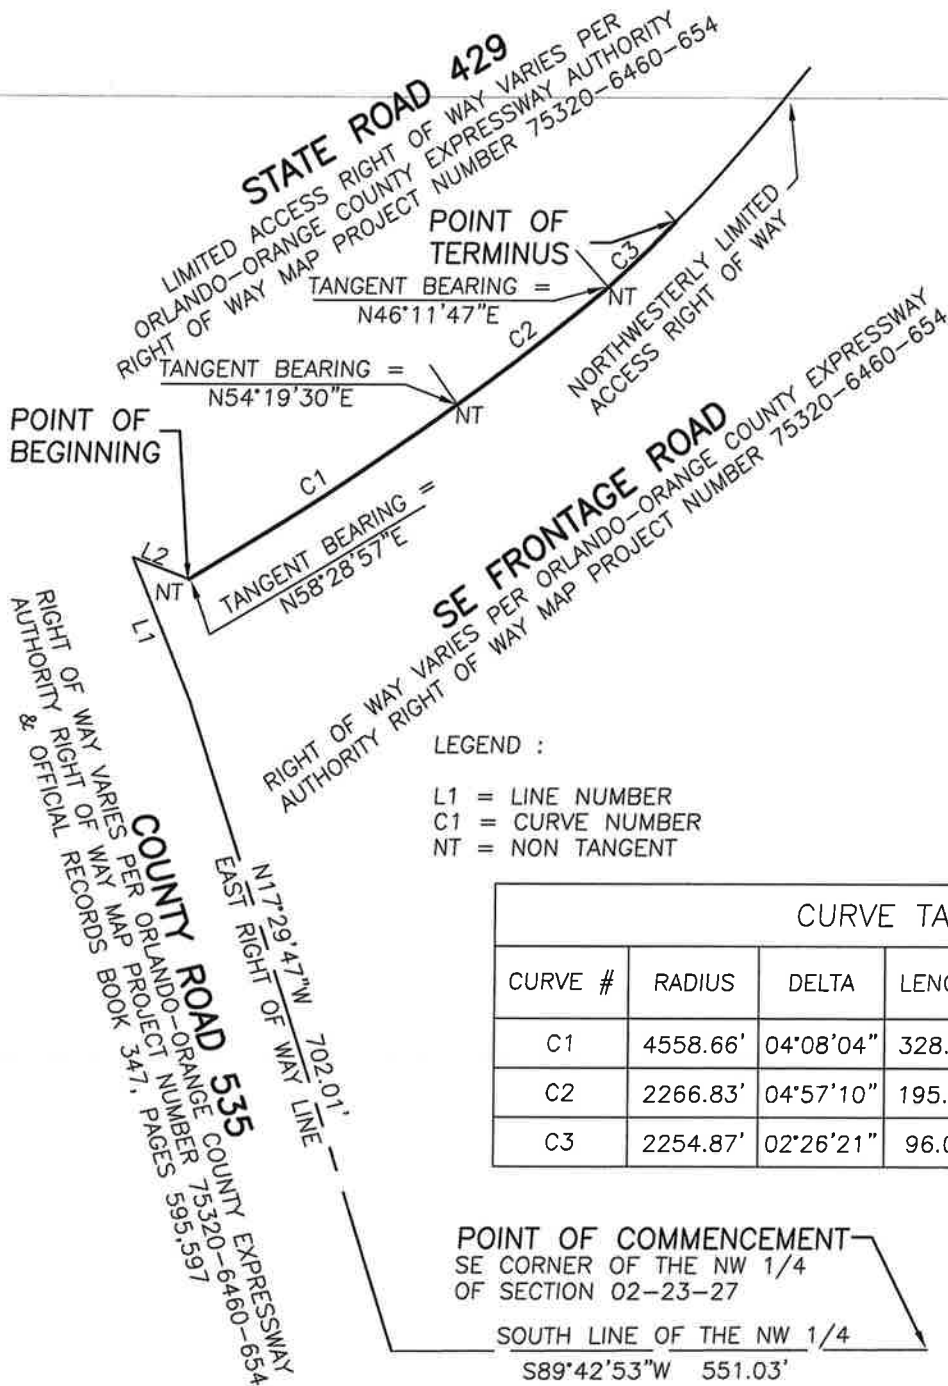 STATE ROAD 429
LIMITED ACCESS RIGHT OF WAY VARIES PER
ORLANDO-ORANGE COUNTY EXPRESSWAY AUTHORITY
RIGHT OF WAY MAP PROJECT NUMBER 75320-6460-654
POINT OF
TERMINUS
C3
TANGENT BEARING =
N46°11'47"E
NT
C2
NORTHWESTERLY LIMITED
ACCESS RIGHT OF WAY
TANGENT BEARING =
N54°19'30"E
NT
POINT OF
BEGINNING
C1
TANGENT BEARING =
N58°28'57"E
L2
NT
L1
SE FRONTAGE ROAD
RIGHT OF WAY VARIES PER ORLANDO-ORANGE COUNTY EXPRESSWAY
AUTHORITY RIGHT OF WAY MAP PROJECT NUMBER 75320-6460-654
COUNTY ROAD 535
RIGHT OF WAY VARIES PER ORLANDO-ORANGE COUNTY EXPRESSWAY
AUTHORITY RIGHT OF WAY MAP PROJECT NUMBER 75320-6460-654
& OFFICIAL RECORDS BOOK 347, PAGES 595,597
N17°29'47"W 702.01'
EAST RIGHT OF WAY LINE
LEGEND :
L1 = LINE NUMBER
C1 = CURVE NUMBER
NT = NON TANGENT
CURVE TA
CURVE # RADIUS DELTA LENG
C1 4558.66' 04°08'04" 328.
C2 2266.83' 04°57'10" 195.
C3 2254.87' 02°26'21" 96.0
POINT OF COMMENCEMENT
SE CORNER OF THE NW 1/4
OF SECTION 02-23-27
SOUTH LINE OF THE NW 1/4
S89°42'53"W 551.03'